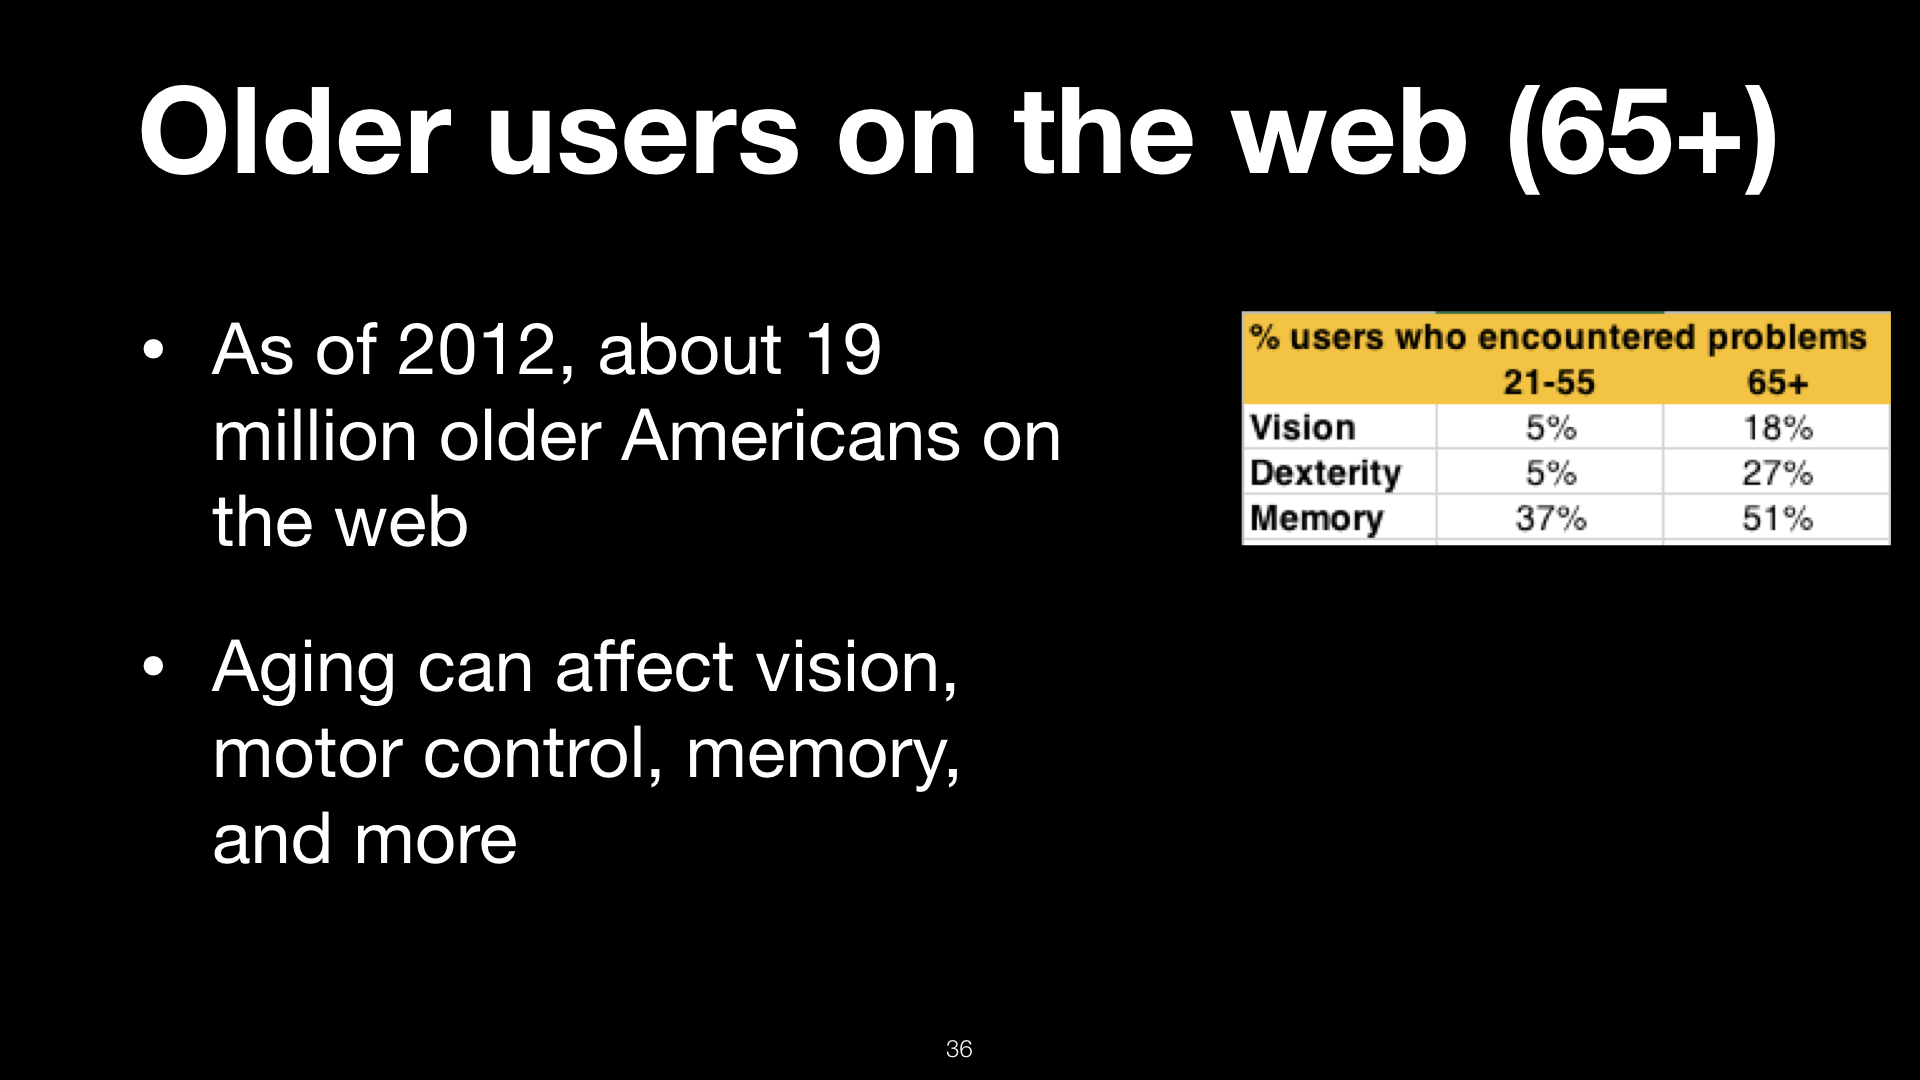 Older users on the web (65+)
• As of 2012, about 19
million older Americans on
the web
• Aging can affect vision,
motor control, memory,
and more
% users who encountered problems
21-55 65+
Vision 5% 18%
Dexterity 5% 27%
Memory 37% 51%
36